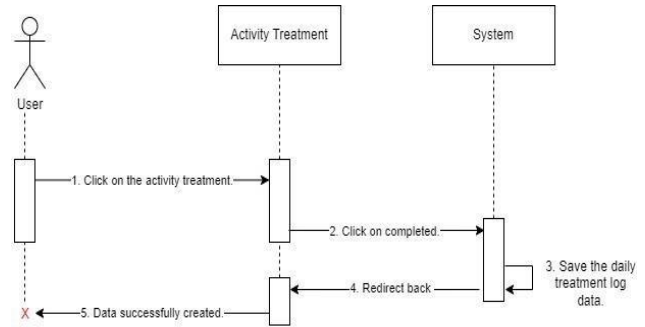 Activity Treatment
System
User
1. Click on the activity treatment.
2. Click on completed.
3. Save the daily
treatment log
data.
4. Redirect back
X
5. Data successfully created.